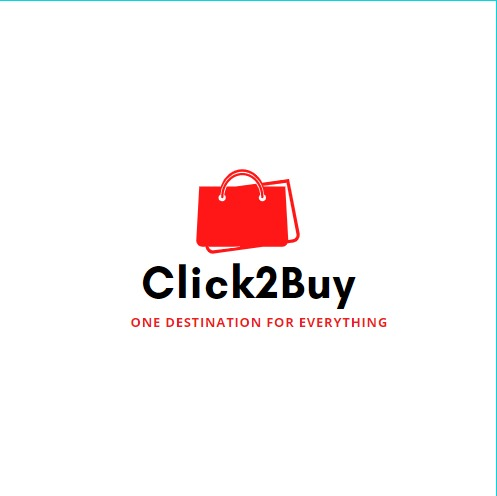 Click2Buy
ONE DESTINATION FOR EVERYTHING